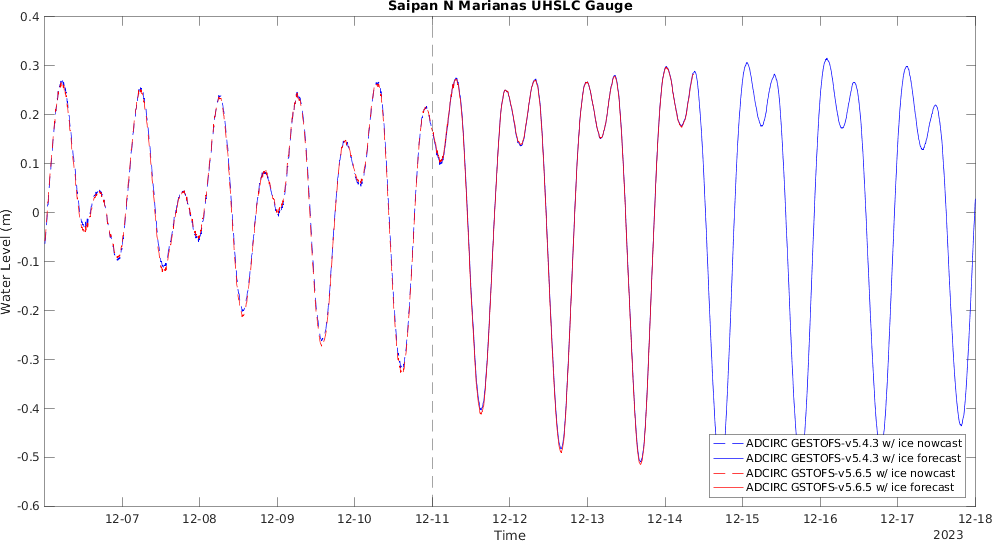 Saipan N Marianas UHSLC Gauge
0.4
0.3
0.2
0.1
0
-0.1
-0.2
-0.3
-0.4
-0.5
-0.6
Water Level (m)
ADCIRC GESTOFS-v5.4.3 w/ ice nowcast
ADCIRC GESTOFS-v5.4.3 w/ ice forecast
ADCIRC GSTOFS-v5.6.5 w/ ice nowcast
ADCIRC GSTOFS-v5.6.5 w/ ice forecast
12-07 12-08 12-09 12-10 12-11 12-12 12-13 12-14 12-15 12-16 12-17 12-18
Time
2023